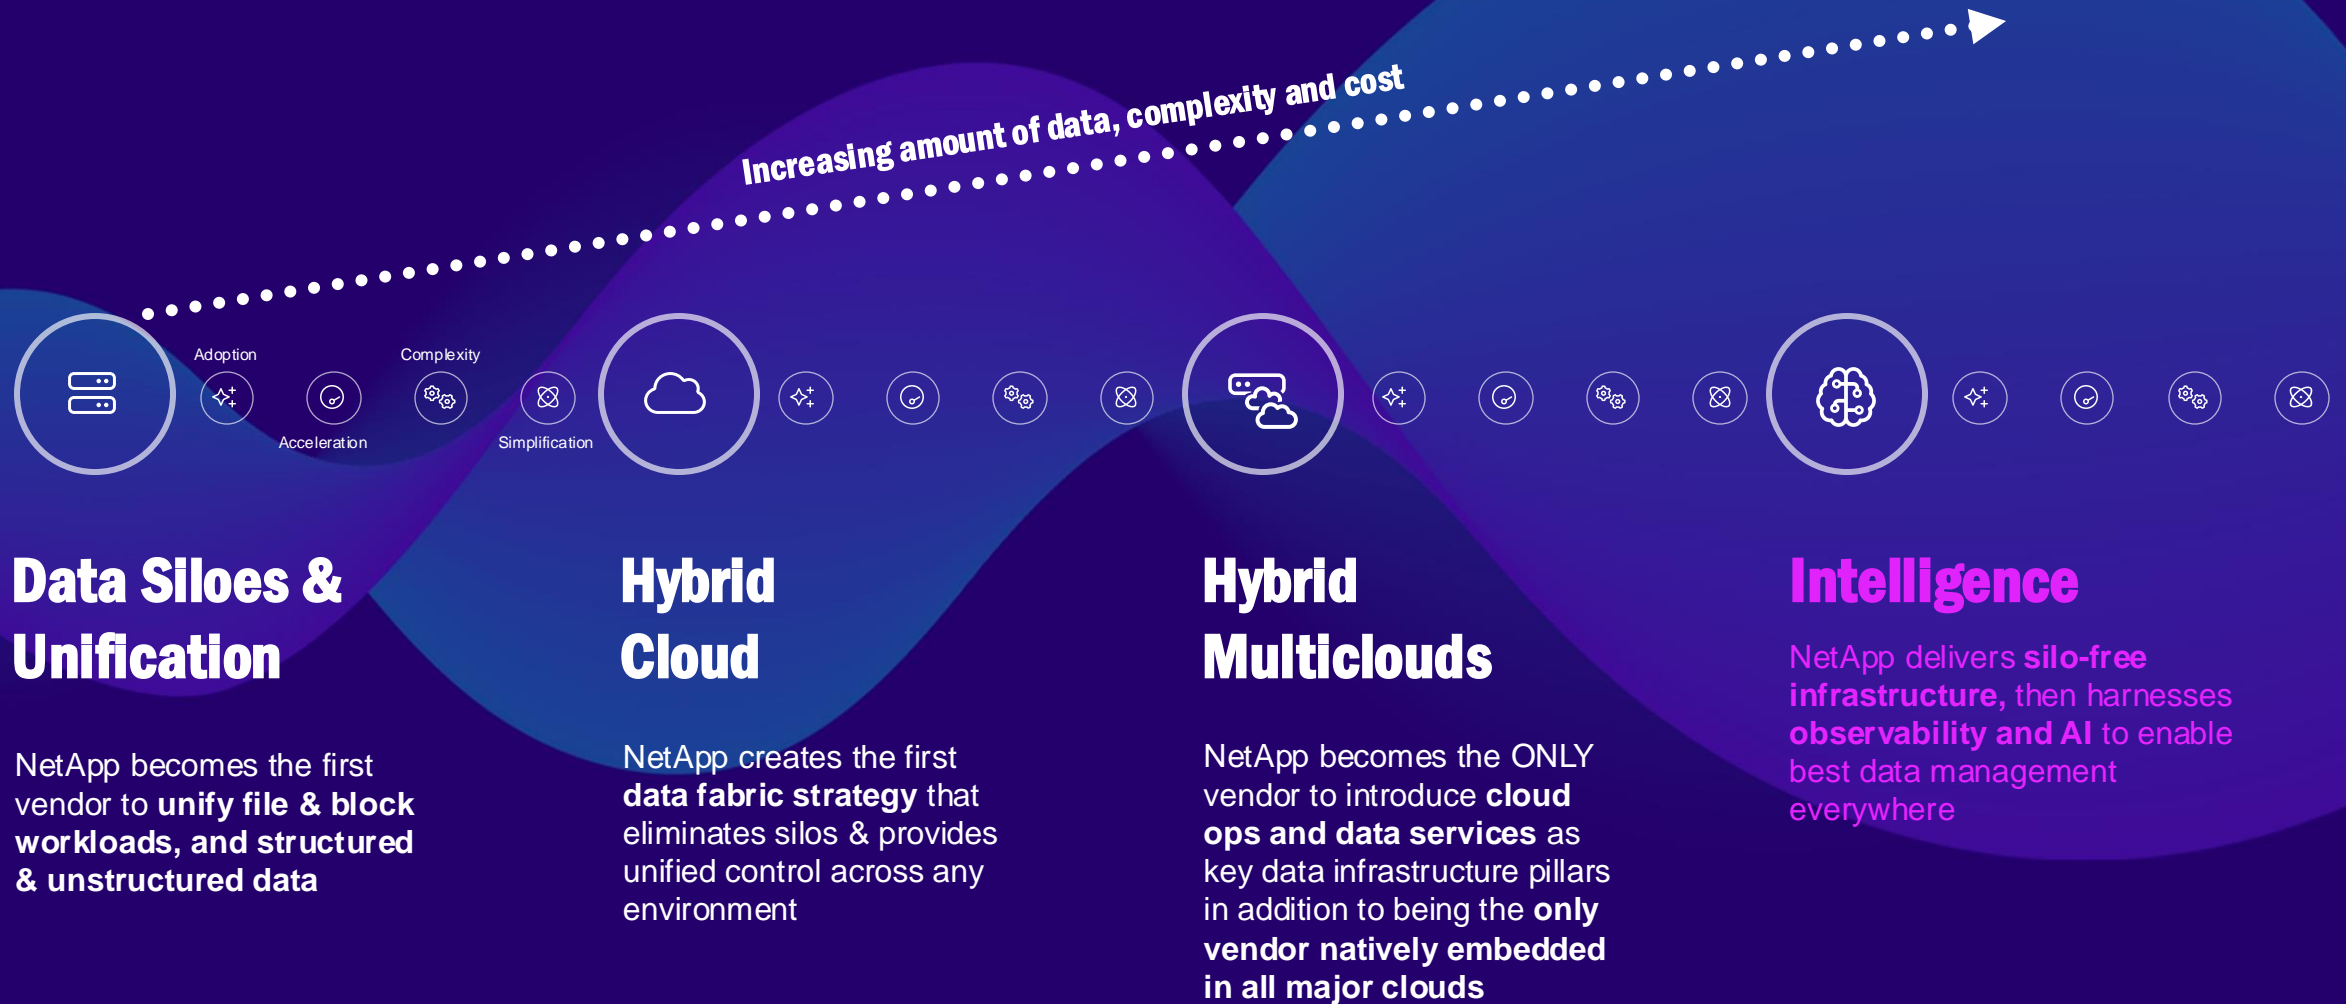 Increasing amount of data, complexity and cost
Adoption
Acceleration
Complexity
Simplification
Data Siloes &
Unification
NetApp becomes the first
vendor to unify file & block
workloads, and structured
& unstructured data
Hybrid
Cloud
NetApp creates the first
data fabric strategy that
eliminates silos & provides
unified control across any
environment
Hybrid
Multiclouds
NetApp becomes the ONLY
vendor to introduce cloud
ops and data services as
key data infrastructure pillars
in addition to being the only
vendor natively embedded
in all major clouds
Intelligence
NetApp delivers silo-free
infrastructure, then harnesses
observability and AI to enable
best data management
everywhere